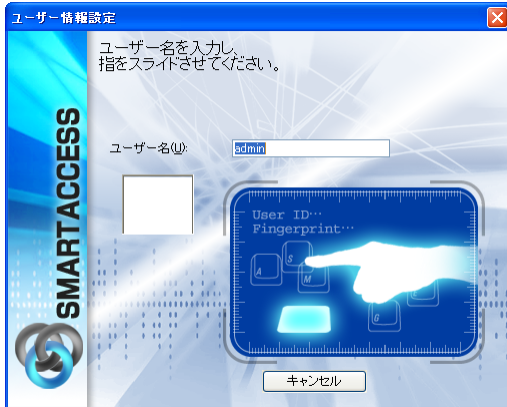 ユーザー情報設定
ユーザー名を入力し、
指をスライドさせてください。
SMARTACCESS
ユーザー名(U):
admin
User ID…
Fingerprint…
A
S
M
G
キャンセル